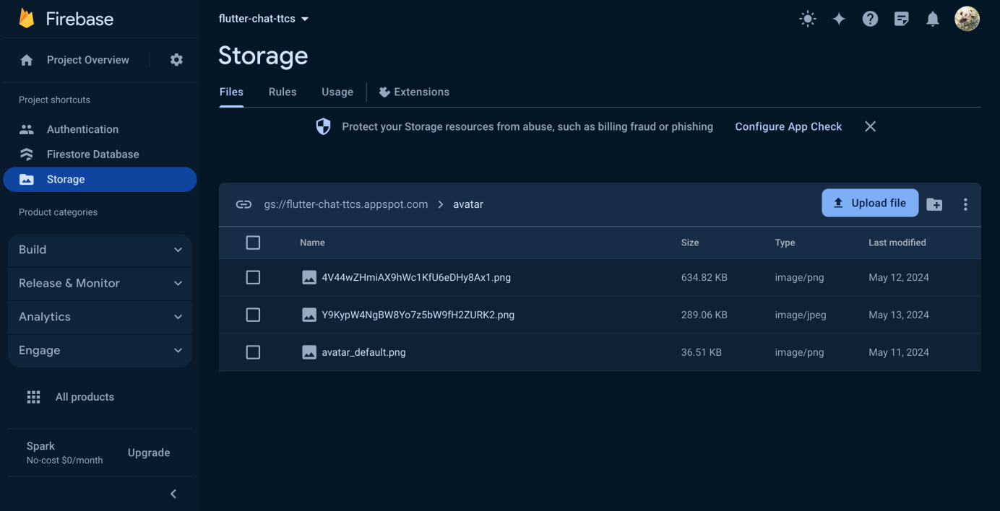 Firebase
flutter-chat-ttcs
Project Overview
Storage
Files Rules Usage Extensions
Project shortcuts
Protect your Storage resources from abuse, such as billing fraud or phishing Configure App Check
Authentication
Firestore Database
Storage
Product categories
gs://flutter-chat-ttcs.appspot.com > avatar Upload file
Name Size Type Last modified
Build
Release & Monitor
Analytics
Engage
4V44wZHmiAX9hWc1KfU6eDHy8Ax1.png 634.82 KB image/png May 12, 2024
Y9KypW4NgBW8Yo7z5bW9fH2ZURK2.png 289.06 KB image/jpeg May 13, 2024
avatar_default.png 36.51 KB image/png May 11, 2024
All products
Spark
No-cost $0/month
Upgrade